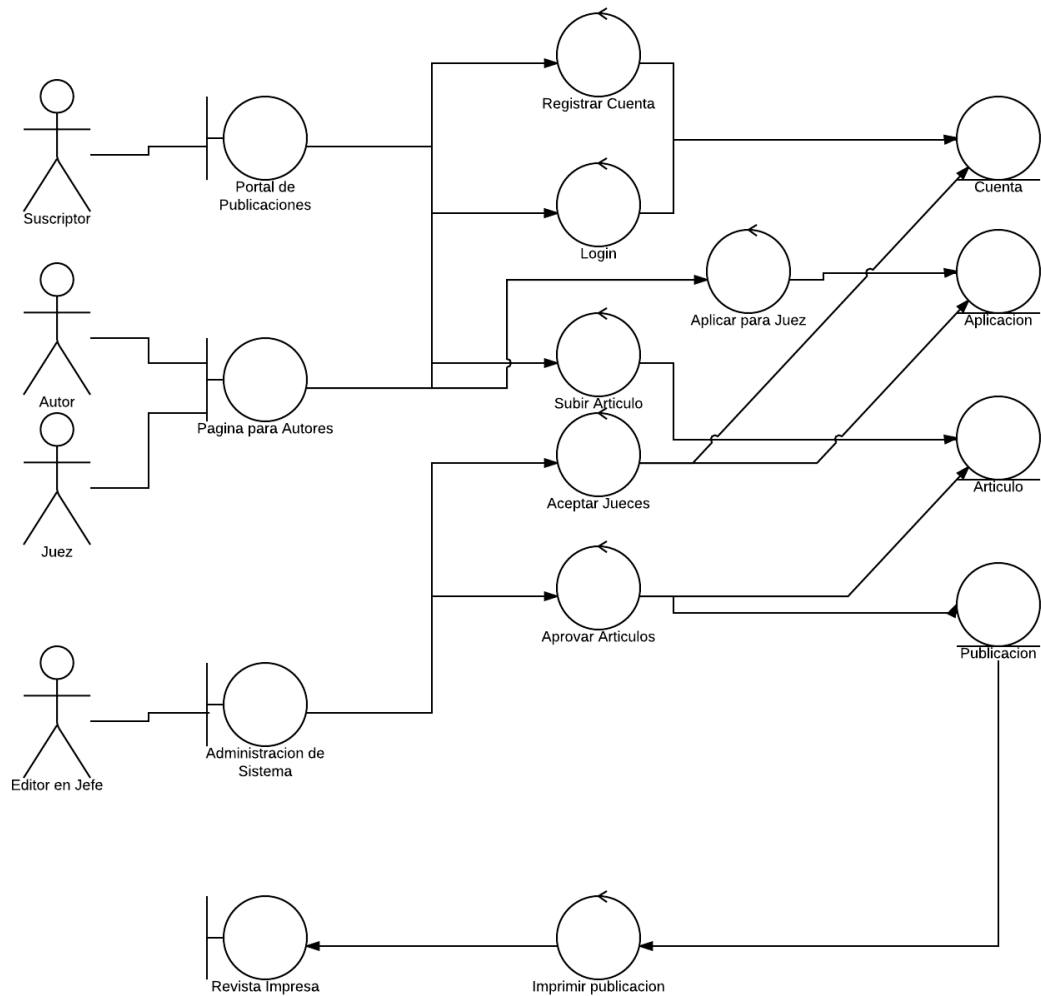 Registrar Cuenta
Suscriptor
Portal de
Publicaciones
Cuenta
Login
Aplicar para Juez
Aplicacion
Autor
Pagina para Autores
Subir Articulo
Aceptar Jueces
Articulo
Juez
Aprovar Articulos
Publicacion
Administracion de
Sistema
Editor en Jefe
Revista Impresa
Imprimir publicacion